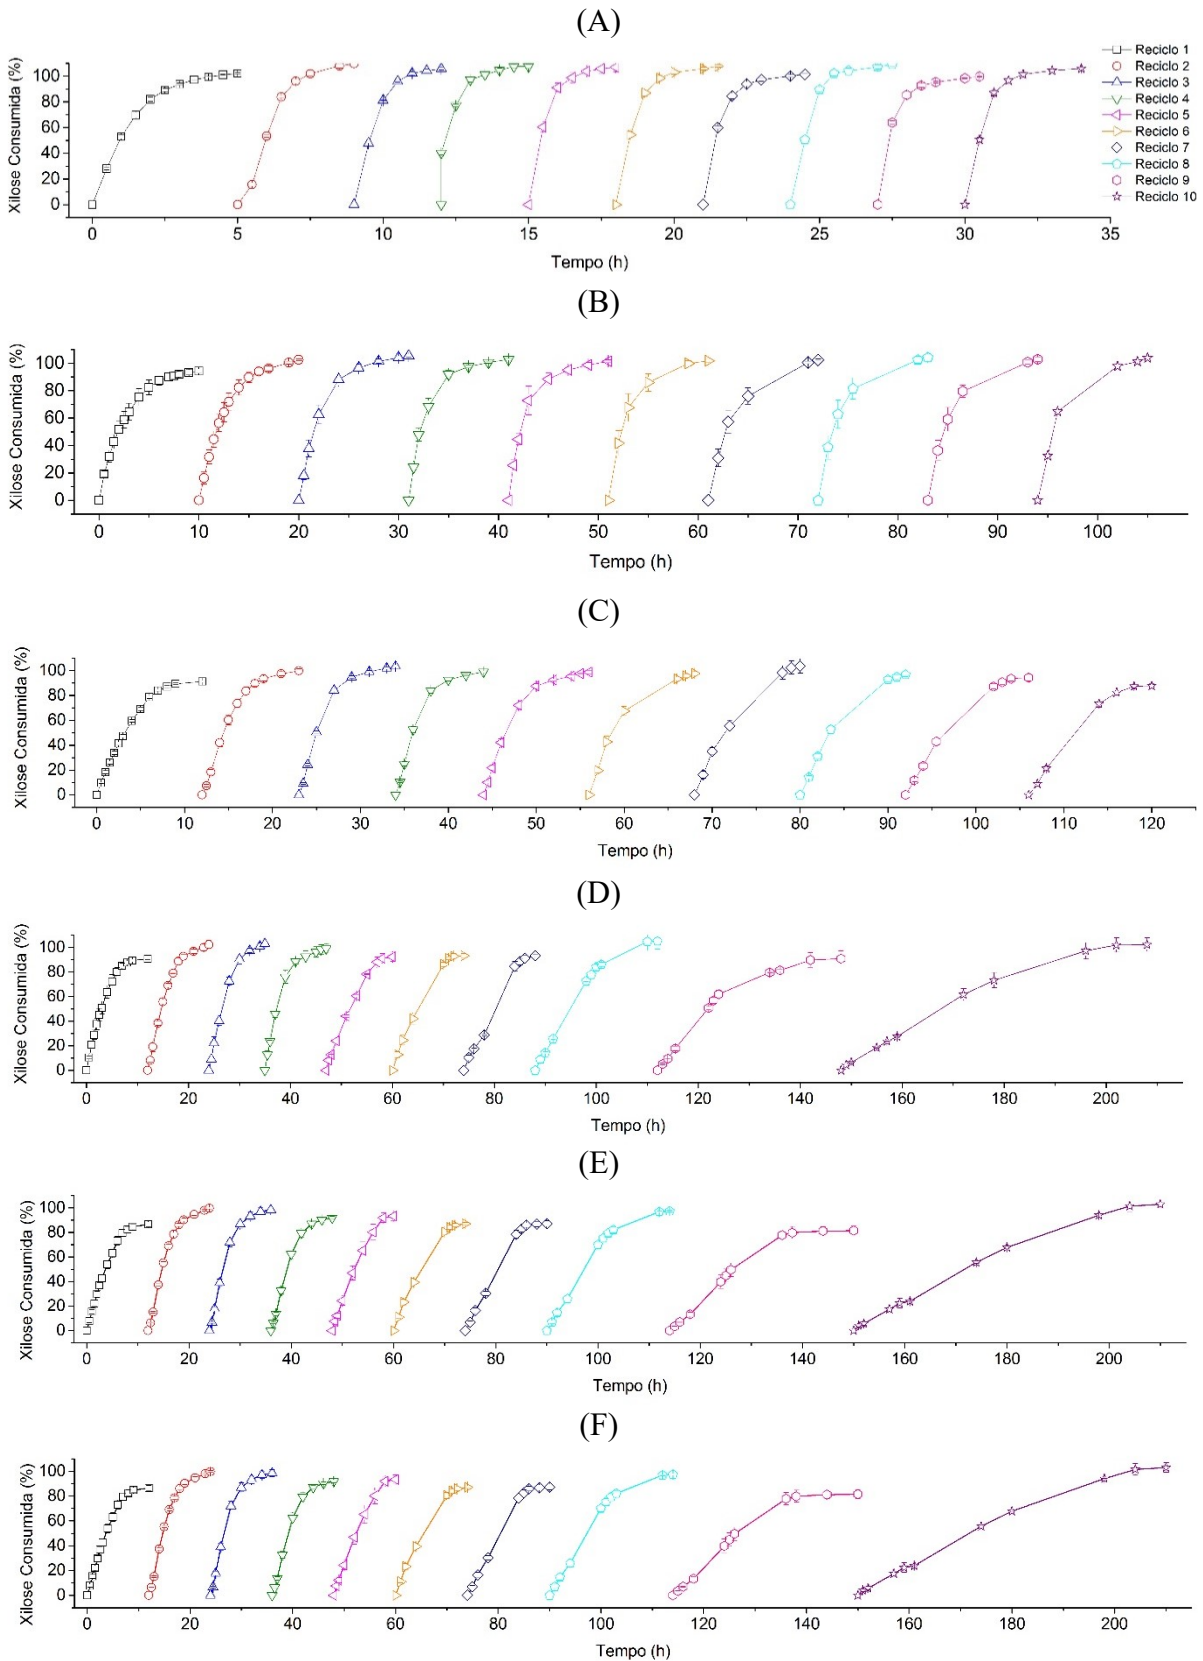 (A)
Xilose Consumida (%)
100
80
60
40
20
0
0 5 10 15 20 25 30 35
Tempo (h)
Reciclo 1
Reciclo 2
Reciclo 3
Reciclo 4
Reciclo 5
Reciclo 6
Reciclo 7
Reciclo 8
Reciclo 9
Reciclo 10
(B)
Xilose Consumida (%)
100
80
60
40
20
0
0 10 20 30 40 50 60 70 80 90 100
Tempo (h)
(C)
Xilose Consumida (%)
100
80
60
40
20
0
0 10 20 30 40 50 60 70 80 90 100 110 120
Tempo (h)
(D)
Xilose Consumida (%)
100
80
60
40
20
0
0 20 40 60 80 100 120 140 160 180 200
Tempo (h)
(E)
Xilose Consumida (%)
100
80
60
40
20
0
0 20 40 60 80 100 120 140 160 180 200
Tempo (h)
(F)
Xilose Consumida (%)
100
80
60
40
20
0
0 20 40 60 80 100 120 140 160 180 200
Tempo (h)